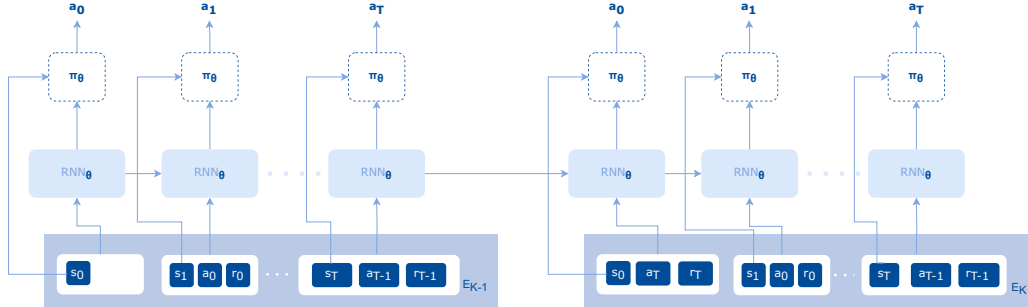 a0 a1 aT a0 a1 aT
πθ πθ πθ πθ πθ πθ
RNNθ RNNθ RNNθ RNNθ RNNθ RNNθ
s0 s1 a0 r0 sT aT-1 rT-1 s0 aT rT s1 a0 r0 sT aT-1 rT-1
EK-1 EK